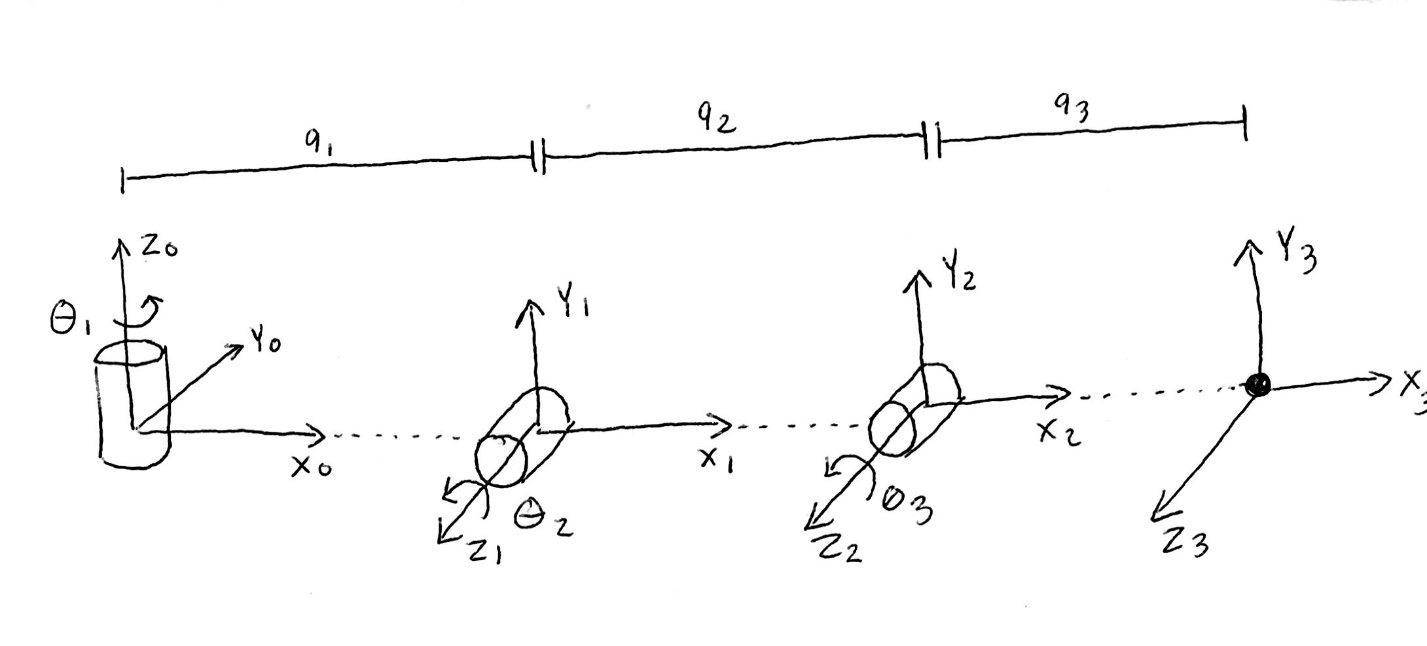 a₁ a₂ a₃
Z₀
θ₁
Y₀
X₀
Y₁
X₁
θ₂
Z₁
Y₂
X₂
θ₃
Z₂
Y₃
X₃
Z₃